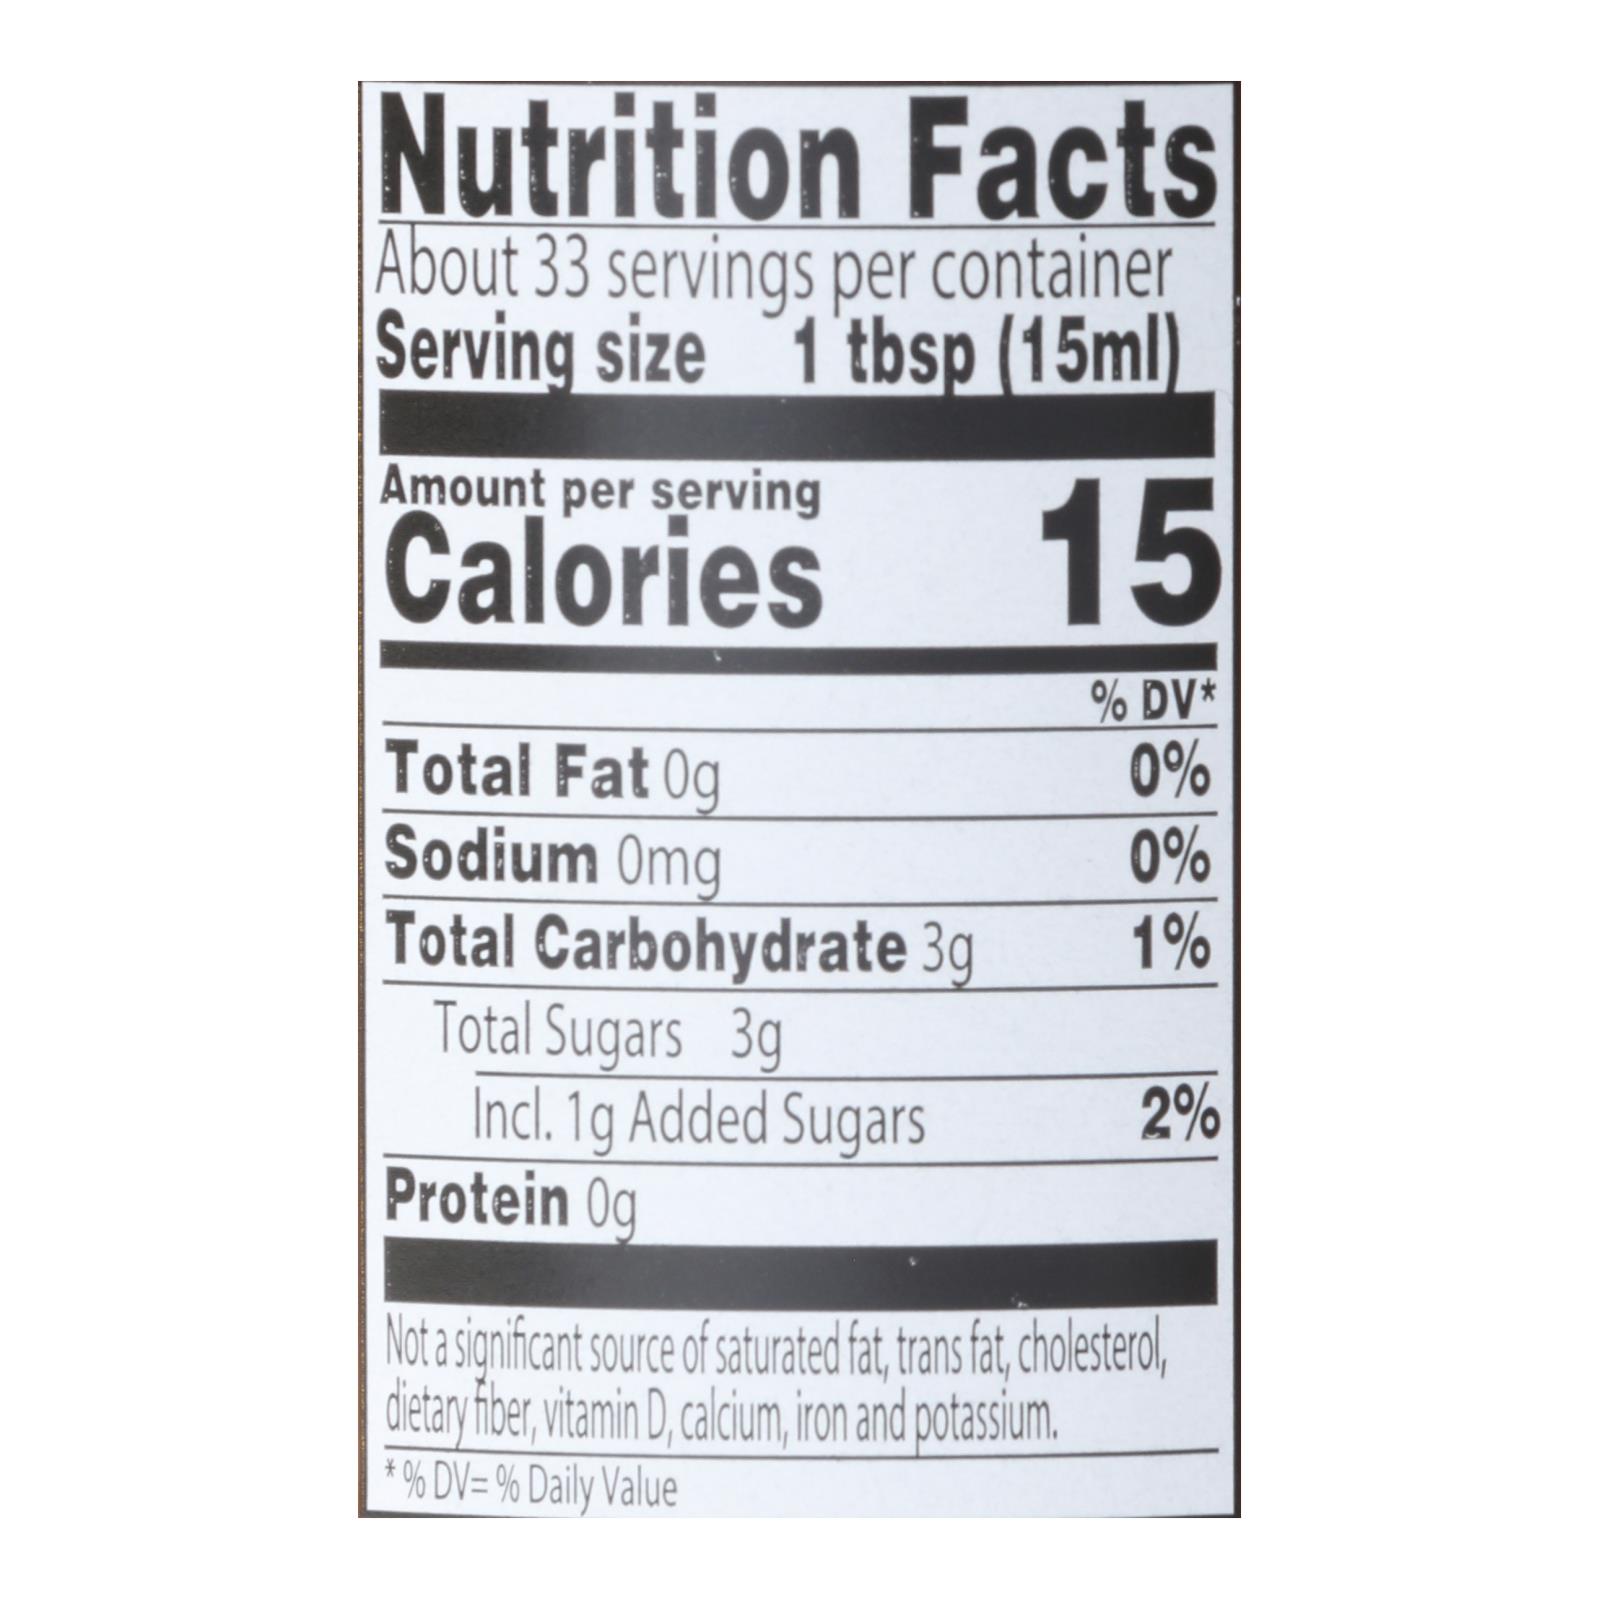 Nutrition Facts
About 33 servings per container
Serving size 1 tbsp (15ml)
Amount per serving
Calories 15
% DV*
Total Fat 0g 0%
Sodium 0mg 0%
Total Carbohydrate 3g 1%
Total Sugars 3g
Incl. 1g Added Sugars 2%
Protein 0g
Not a significant source of saturated fat, trans fat, cholesterol,
dietary fiber, vitamin D, calcium, iron and potassium.
* % DV= % Daily Value